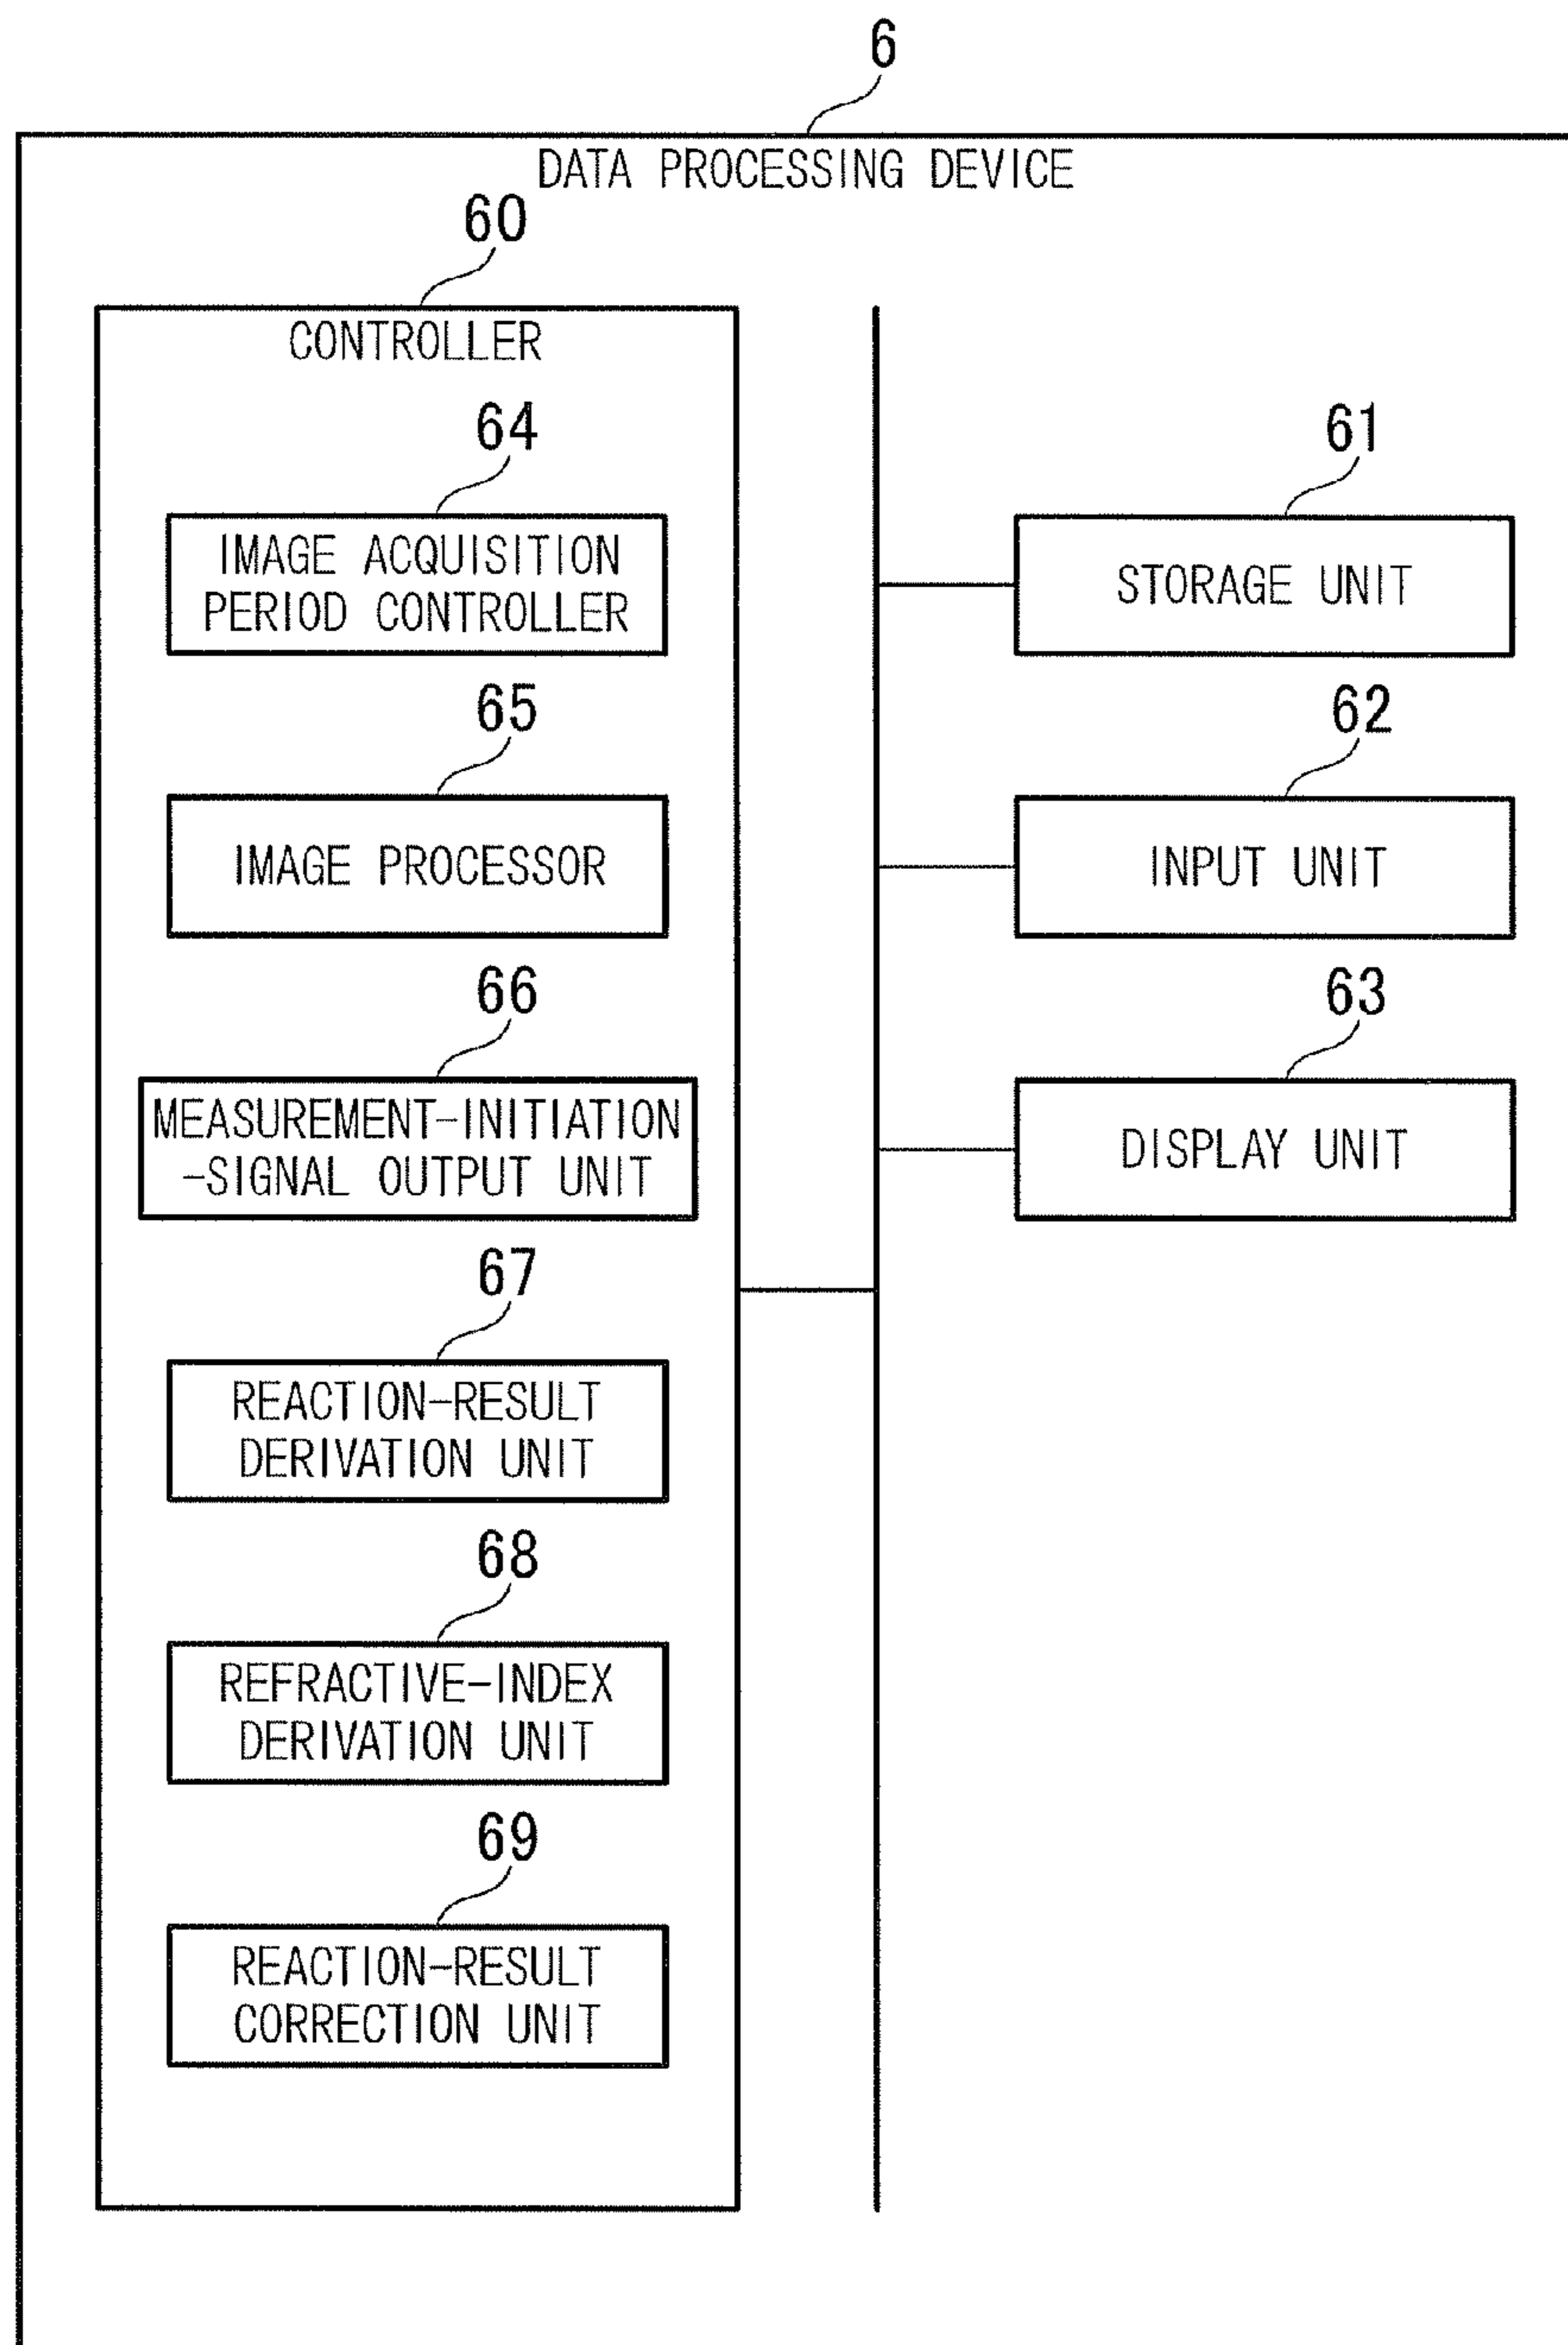 6
DATA PROCESSING DEVICE
60
CONTROLLER
64
IMAGE ACQUISITION
PERIOD CONTROLLER
65
IMAGE PROCESSOR
66
MEASUREMENT-INITIATION
-SIGNAL OUTPUT UNIT
67
REACTION-RESULT
DERIVATION UNIT
68
REFRACTIVE-INDEX
DERIVATION UNIT
69
REACTION-RESULT
CORRECTION UNIT
61
STORAGE UNIT
62
INPUT UNIT
63
DISPLAY UNIT